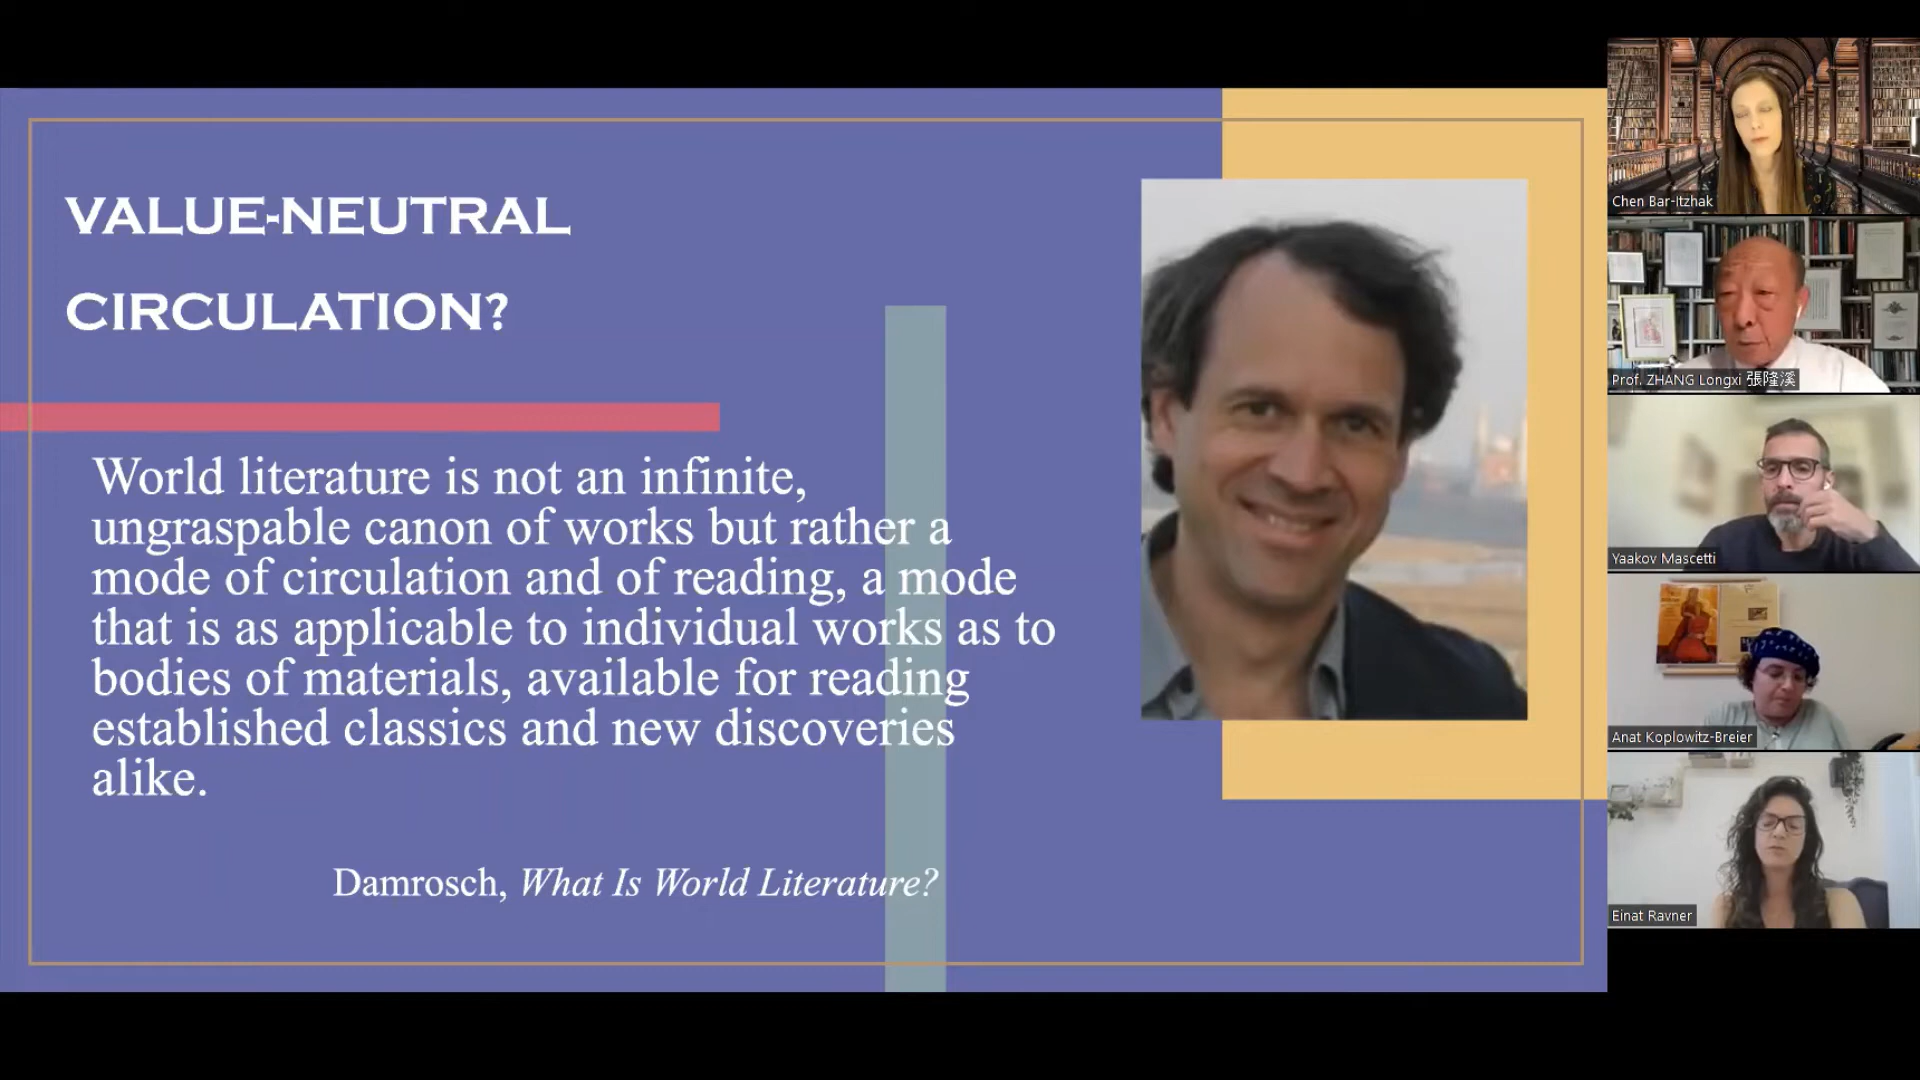 VALUE-NEUTRAL
CIRCULATION?
World literature is not an infinite,
ungraspable canon of works but rather a
mode of circulation and of reading, a mode
that is as applicable to individual works as to
bodies of materials, available for reading
established classics and new discoveries
alike.
Damrosch, What Is World Literature?
Chen Bar-Itzhak
Prof. ZHANG Longxi 張隆溪
Yaakov Mascetti
Anat Koplowitz-Breier
Einat Ravner